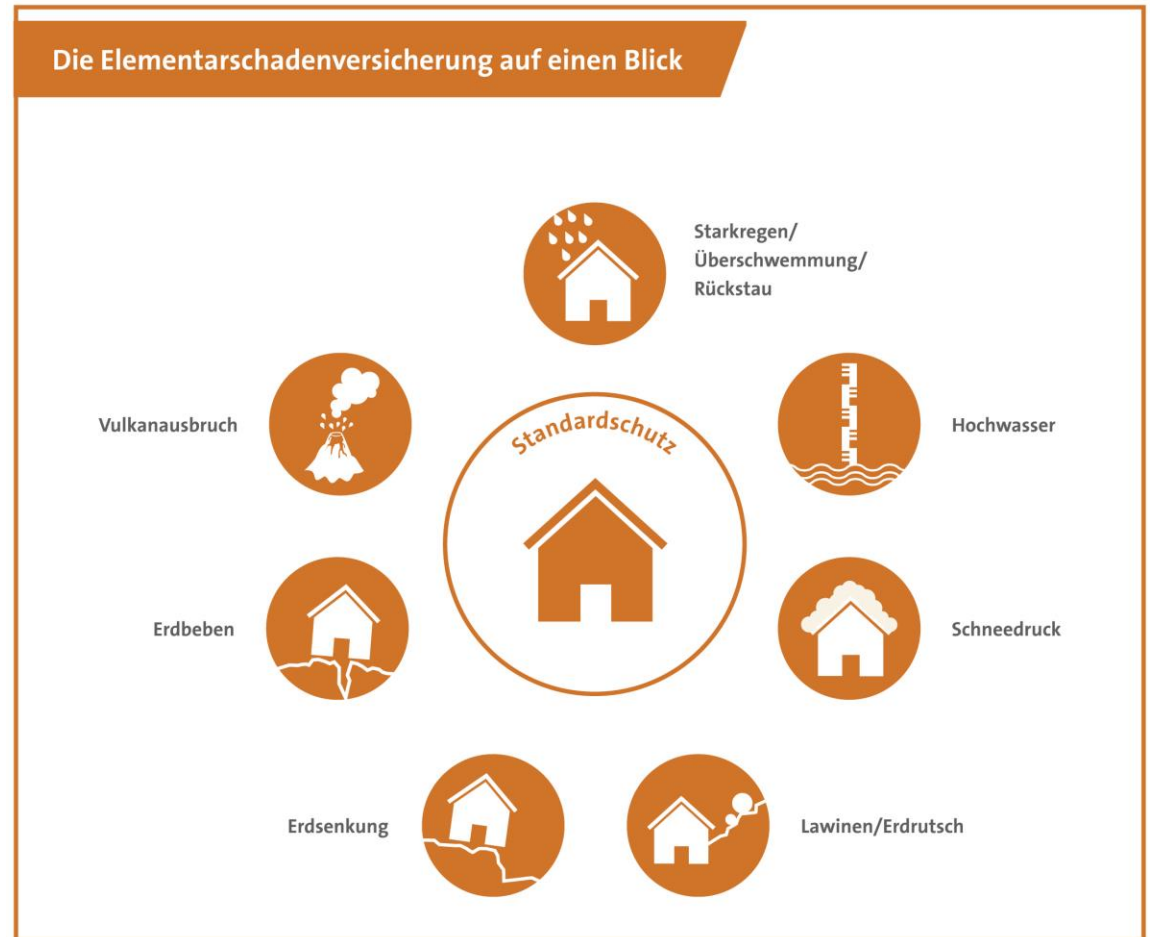 Die Elementarschadenversicherung auf einen Blick
Starkregen/
Überschwemmung/
Rückstau
Vulkanausbruch
Hochwasser
Standardschutz
Erdbeben
Schneedruck
Erdsenkung
Lawinen/Erdrutsch